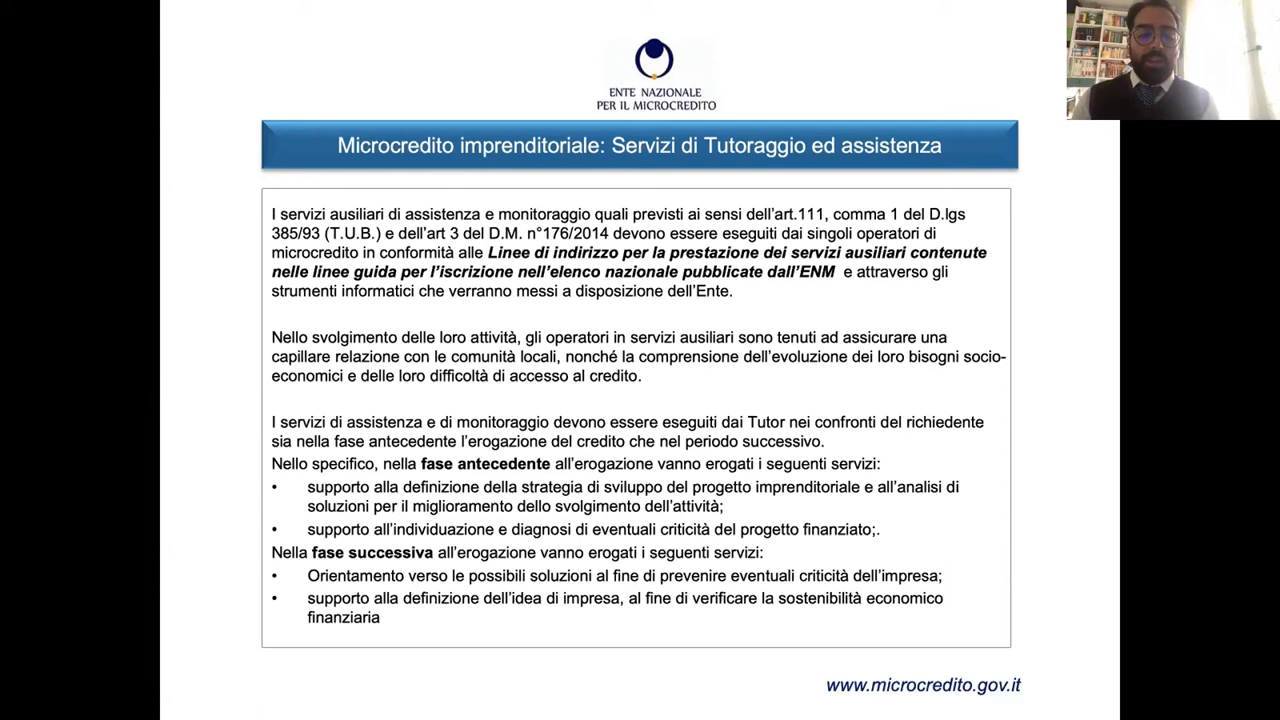 ENTE NAZIONALE
PER IL MICROCREDITO
Microcredito imprenditoriale: Servizi di Tutoraggio ed assistenza
I servizi ausiliari di assistenza e monitoraggio quali previsti ai sensi dell’art.111, comma 1 del D.lgs
385/93 (T.U.B.) e dell’art 3 del D.M. n°176/2014 devono essere eseguiti dai singoli operatori di
microcredito in conformità alle Linee di indirizzo per la prestazione dei servizi ausiliari contenute
nelle linee guida per l’iscrizione nell’elenco nazionale pubblicate dall’ENM e attraverso gli
strumenti informatici che verranno messi a disposizione dell’Ente.
Nello svolgimento delle loro attività, gli operatori in servizi ausiliari sono tenuti ad assicurare una
capillare relazione con le comunità locali, nonché la comprensione dell’evoluzione dei loro bisogni socio-
economici e delle loro difficoltà di accesso al credito.
I servizi di assistenza e di monitoraggio devono essere eseguiti dai Tutor nei confronti del richiedente
sia nella fase antecedente l’erogazione del credito che nel periodo successivo.
Nello specifico, nella fase antecedente all’erogazione vanno erogati i seguenti servizi:
• supporto alla definizione della strategia di sviluppo del progetto imprenditoriale e all’analisi di
soluzioni per il miglioramento dello svolgimento dell’attività;
• supporto all’individuazione e diagnosi di eventuali criticità del progetto finanziato;.
Nella fase successiva all’erogazione vanno erogati i seguenti servizi:
• Orientamento verso le possibili soluzioni al fine di prevenire eventuali criticità dell’impresa;
• supporto alla definizione dell’idea di impresa, al fine di verificare la sostenibilità economico
finanziaria
www.microcredito.gov.it